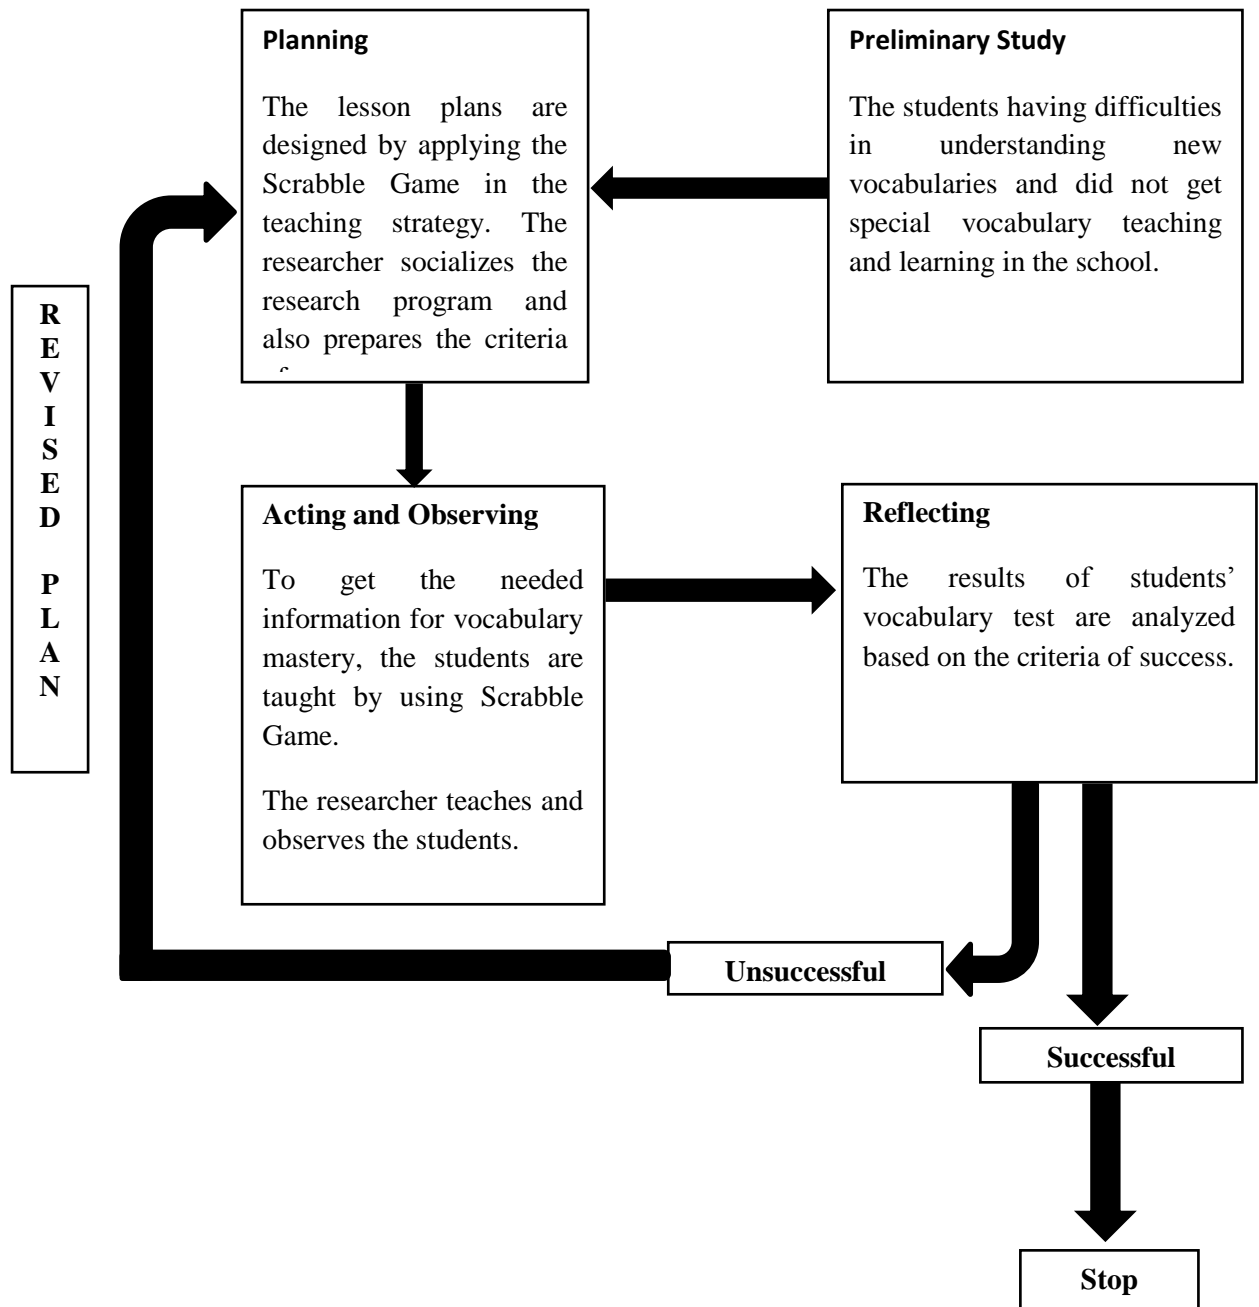 Planning
The lesson plans are
designed by applying the
Scrabble Game in the
teaching strategy. The
researcher socializes the
research program and
also prepares the criteria
Preliminary Study
The students having difficulties
in understanding new
vocabularies and did not get
special vocabulary teaching
and learning in the school.
REVISED PLAN
Acting and Observing
To get the needed
information for vocabulary
mastery, the students are
taught by using Scrabble
Game.
The researcher teaches and
observes the students.
Reflecting
The results of students’
vocabulary test are analyzed
based on the criteria of success.
Unsuccessful
Successful
Stop